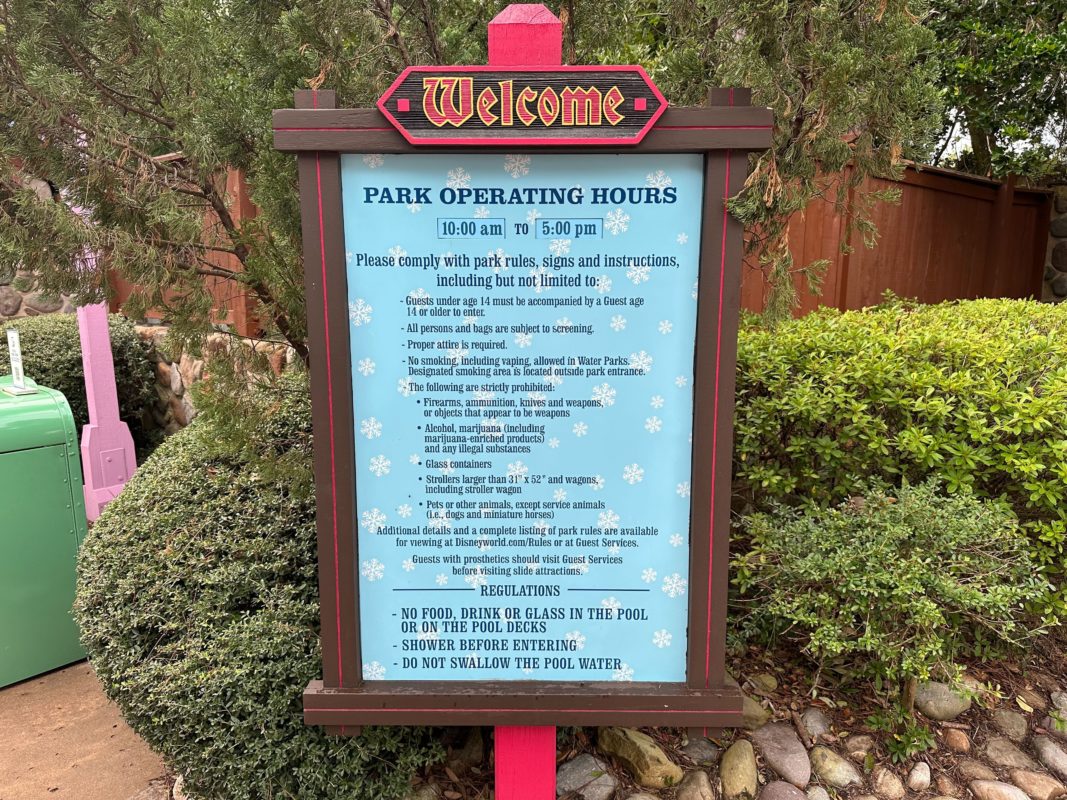 Welcome
PARK OPERATING HOURS
10:00 am TO 5:00 pm
Please comply with park rules, signs and instructions,
including but not limited to:
- Guests under age 14 must be accompanied by a Guest age
14 or older to enter.
- All persons and bags are subject to screening.
- Proper attire is required.
- No smoking, including vaping, allowed in Water Parks.
Designated smoking area is located outside park entrance.
The following are strictly prohibited:
• Firearms, ammunition, knives and weapons,
or objects that appear to be weapons
• Alcohol, marijuana (including
marijuana-enriched products)
and any illegal substances
• Glass containers
• Strollers larger than 31" x 52" and wagons,
including stroller wagon
• Pets or other animals, except service animals
(i.e., dogs and miniature horses)
Additional details and a complete listing of park rules are available
for viewing at Disneyworld.com/Rules or at Guest Services.
Guests with prosthetics should visit Guest Services
before visiting slide attractions.
REGULATIONS
- NO FOOD, DRINK OR GLASS IN THE POOL
OR ON THE POOL DECKS
- SHOWER BEFORE ENTERING
- DO NOT SWALLOW THE POOL WATER